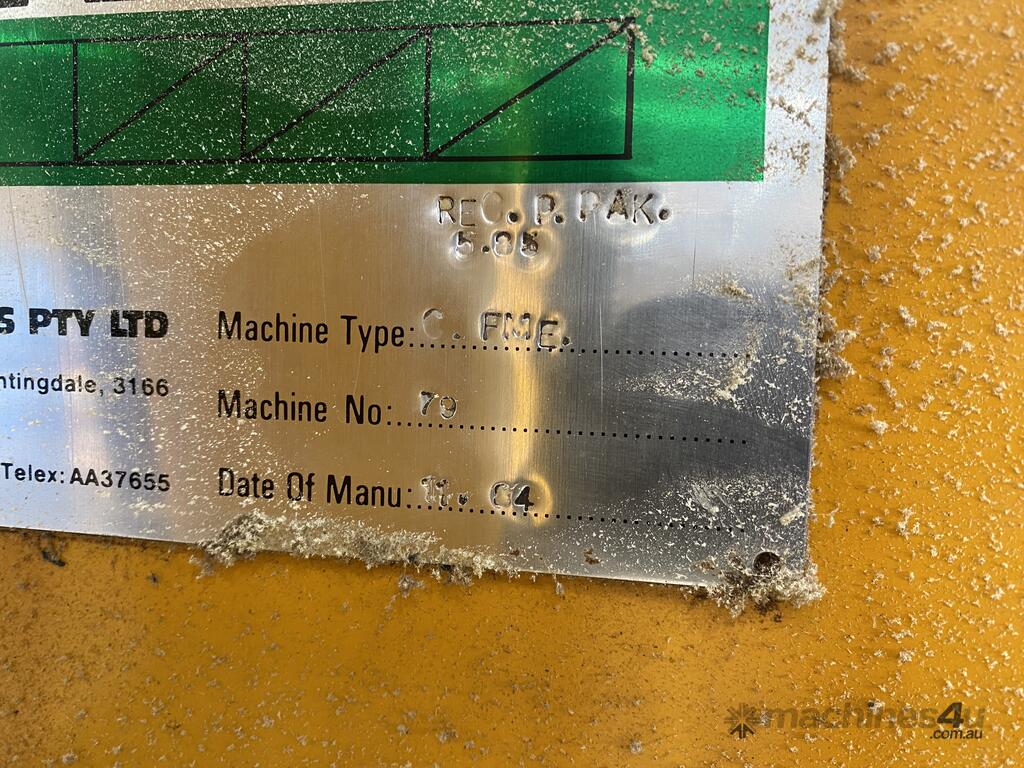 REC. P. PAK.
5.05
S PTY LTD
Machine Type: C. FME.
ntingdale, 3166
Machine No: 79
Telex: AA37655
Date Of Manu: 11. 84
machines4u
.com.au